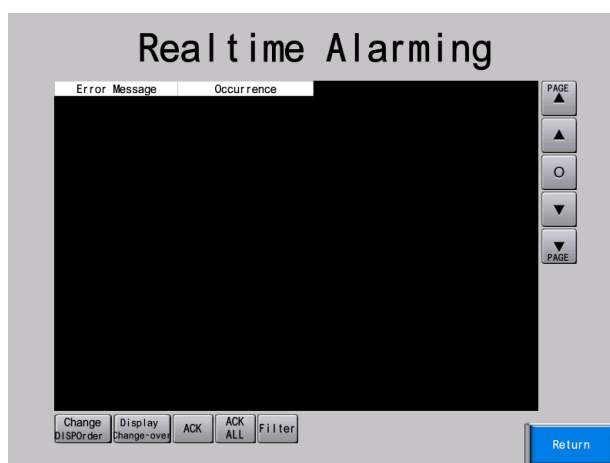 Realtime Alarming
Error Message Occurrence
PAGE
O
PAGE
Change
DISPOrder
Display
Change-over
ACK
ACK
ALL
Filter
Return